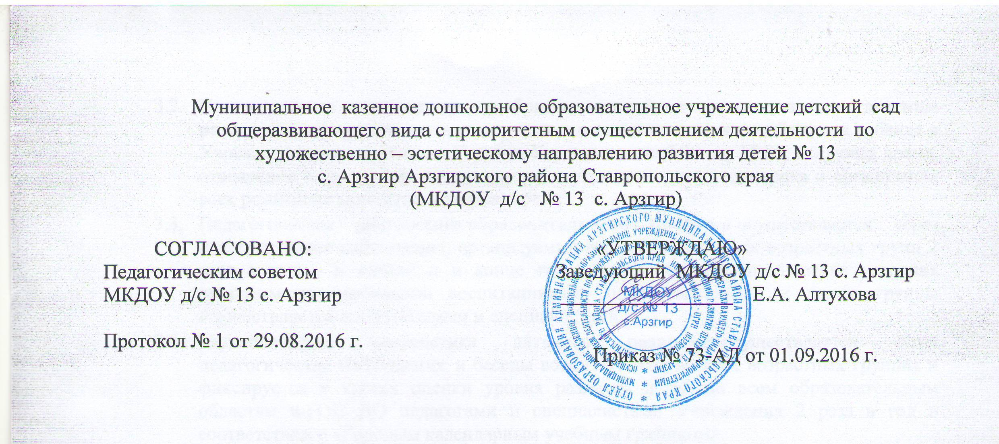 Муниципальное казенное дошкольное образовательное учреждение детский сад
общеразвивающего вида с приоритетным осуществлением деятельности по
художественно – эстетическому направлению развития детей № 13
с. Арзгир Арзгирского района Ставропольского края
(МКДОУ д/с № 13 с. Арзгир)
СОГЛАСОВАНО:
Педагогическим советом
МКДОУ д/с № 13 с. Арзгир
Протокол № 1 от 29.08.2016 г.
«УТВЕРЖДАЮ»
Заведующий МКДОУ д/с № 13 с. Арзгир
Е.А. Алтухова
Приказ № 73-АД от 01.09.2016 г.
ОТДЕЛ ОБРАЗОВАНИЯ АДМИНИСТРАЦИИ АРЗГИРСКОГО МУНИЦИПАЛЬНОГО РАЙОНА СТАВРОПОЛЬСКОГО КРАЯ
МКДОУ
д/с № 13
с.Арзгир